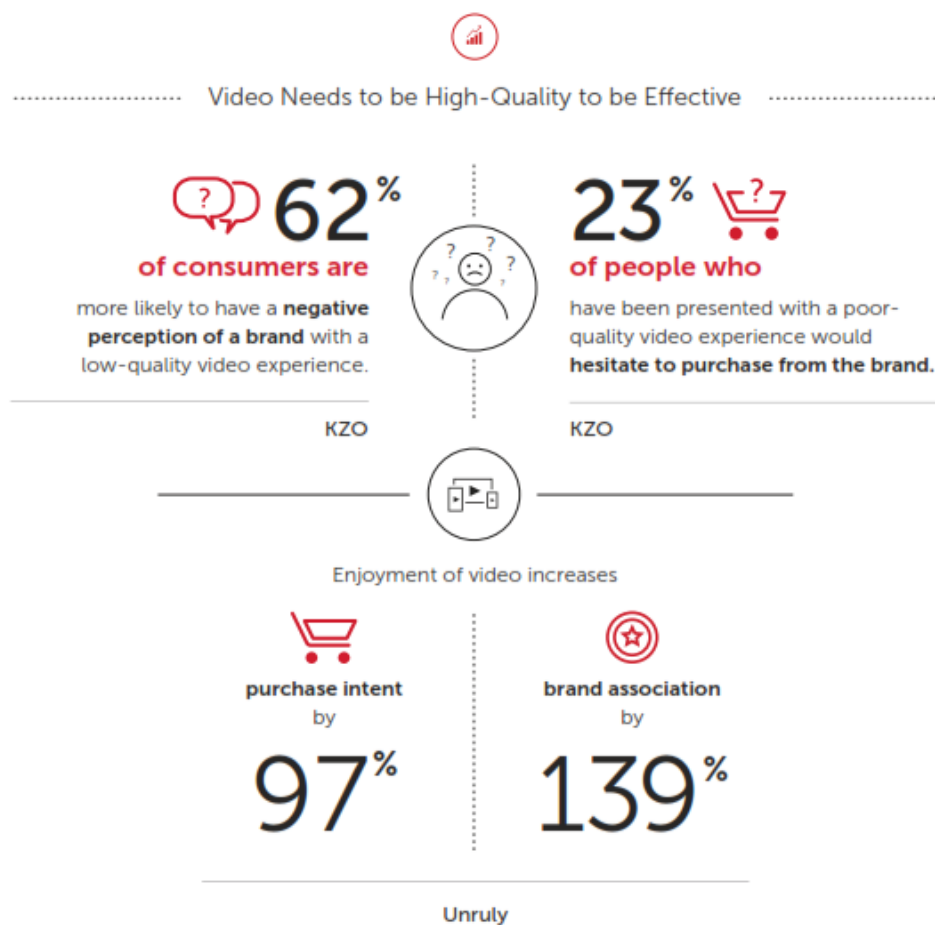 Video Needs to be High-Quality to be Effective
? 62%
of consumers are
more likely to have a negative
perception of a brand with a
low-quality video experience.
KZO
? ? ? ? ? ?
23% ?
of people who
have been presented with a poor-
quality video experience would
hesitate to purchase from the brand.
KZO
Enjoyment of video increases
purchase intent
by
97%
brand association
by
139%
Unruly